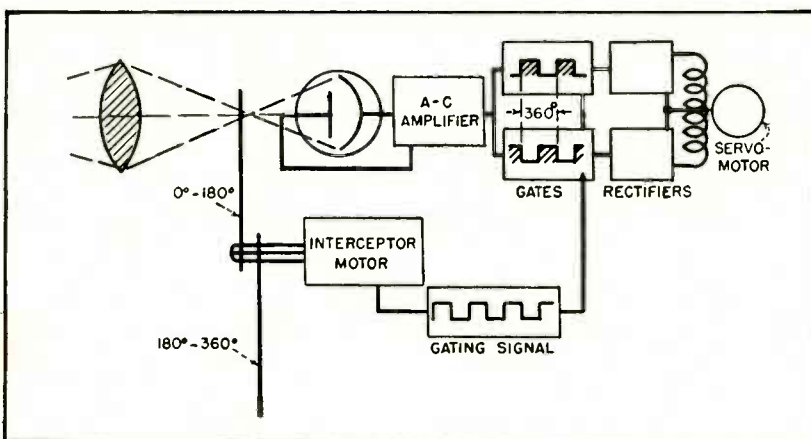 A-C
AMPLIFIER
360°
SERVO-
MOTOR
GATES
RECTIFIERS
0°-180°
INTERCEPTOR
MOTOR
180°-360°
GATING SIGNAL